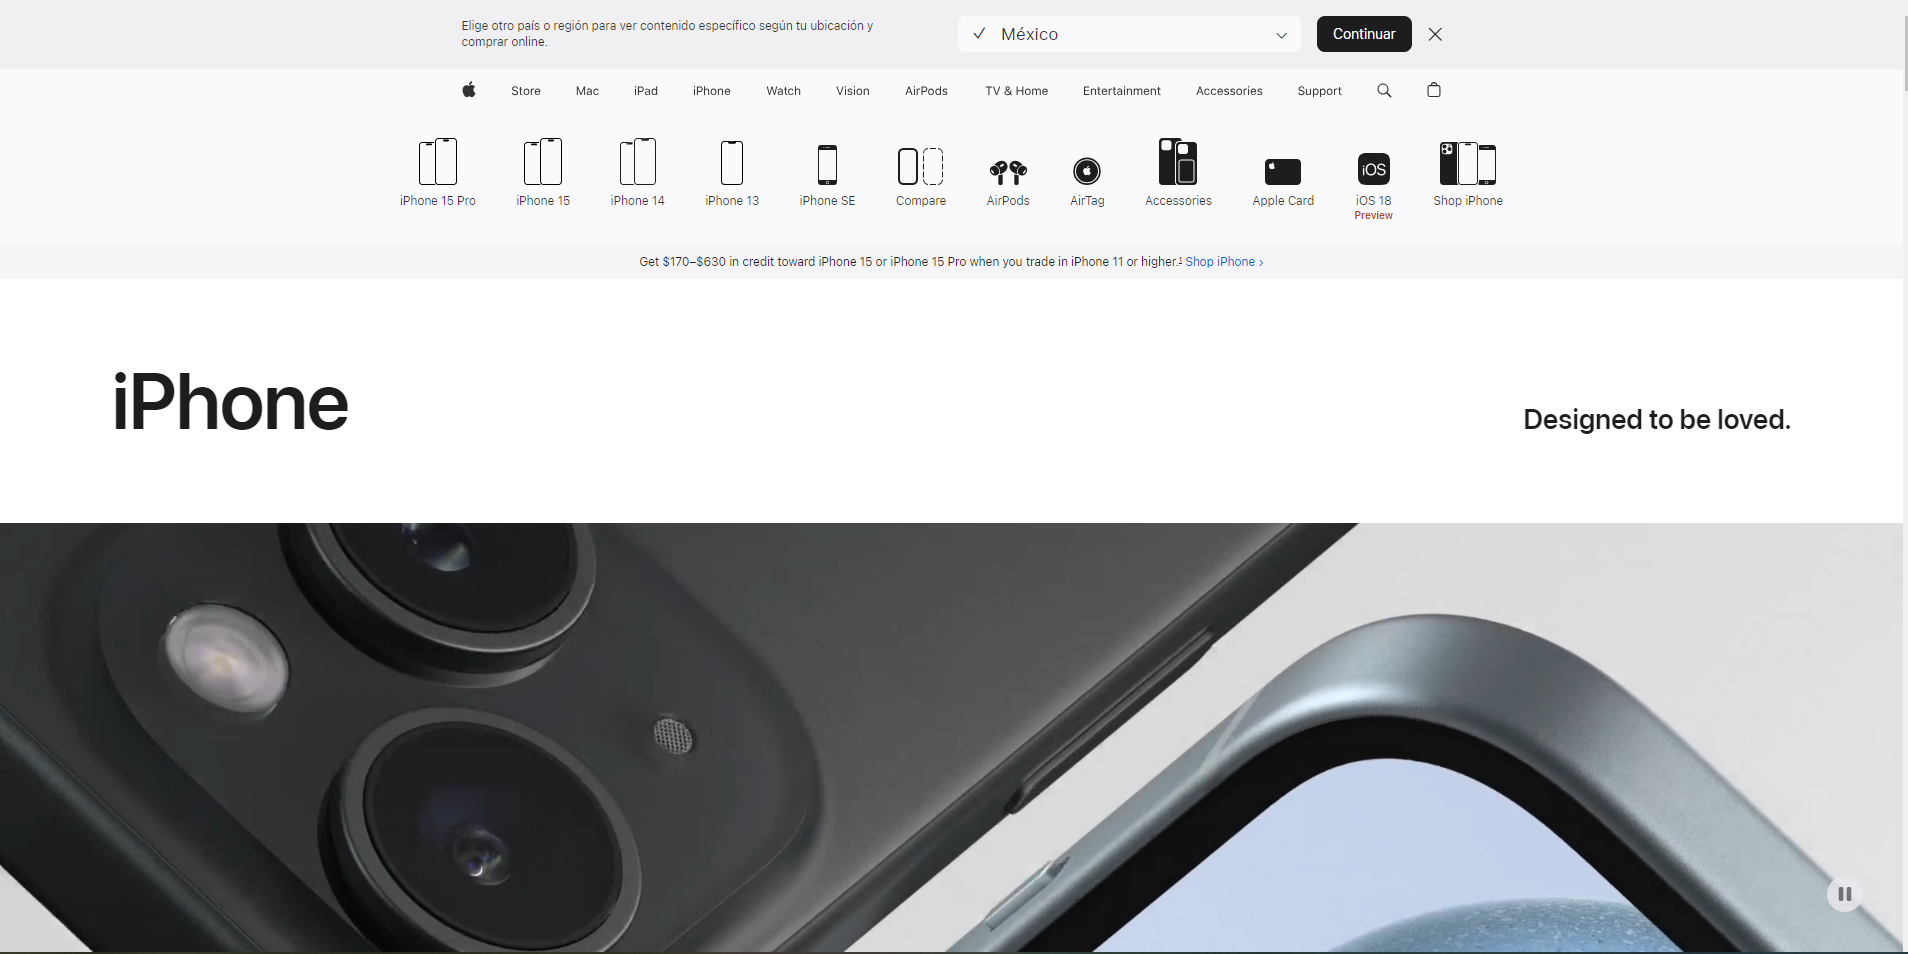 Elige otro país o región para ver contenido específico según tu ubicación y
comprar online.
México
Continuar
Store Mac iPad iPhone Watch Vision AirPods TV & Home Entertainment Accessories Support
iOS
iPhone 15 Pro iPhone 15 iPhone 14 iPhone 13 iPhone SE Compare AirPods AirTag Accessories Apple Card iOS 18 Shop iPhone
Preview
Get $170–$630 in credit toward iPhone 15 or iPhone 15 Pro when you trade in iPhone 11 or higher.¹ Shop iPhone >
iPhone
Designed to be loved.